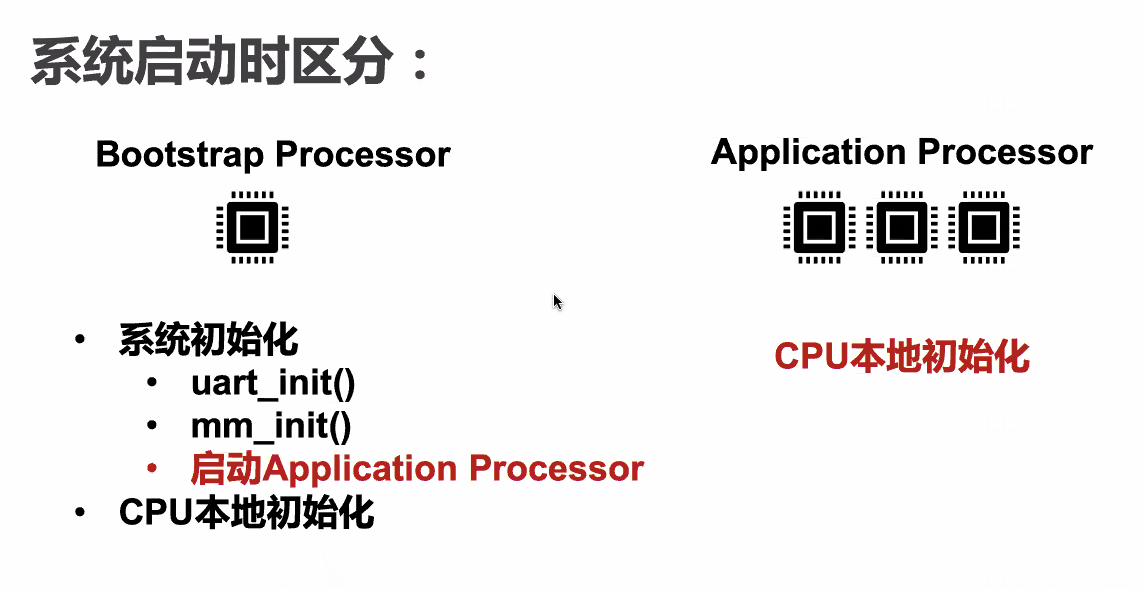 系统启动时区分：
Bootstrap Processor
Application Processor
• 系统初始化
• uart_init()
• mm_init()
• 启动Application Processor
• CPU本地初始化
CPU本地初始化